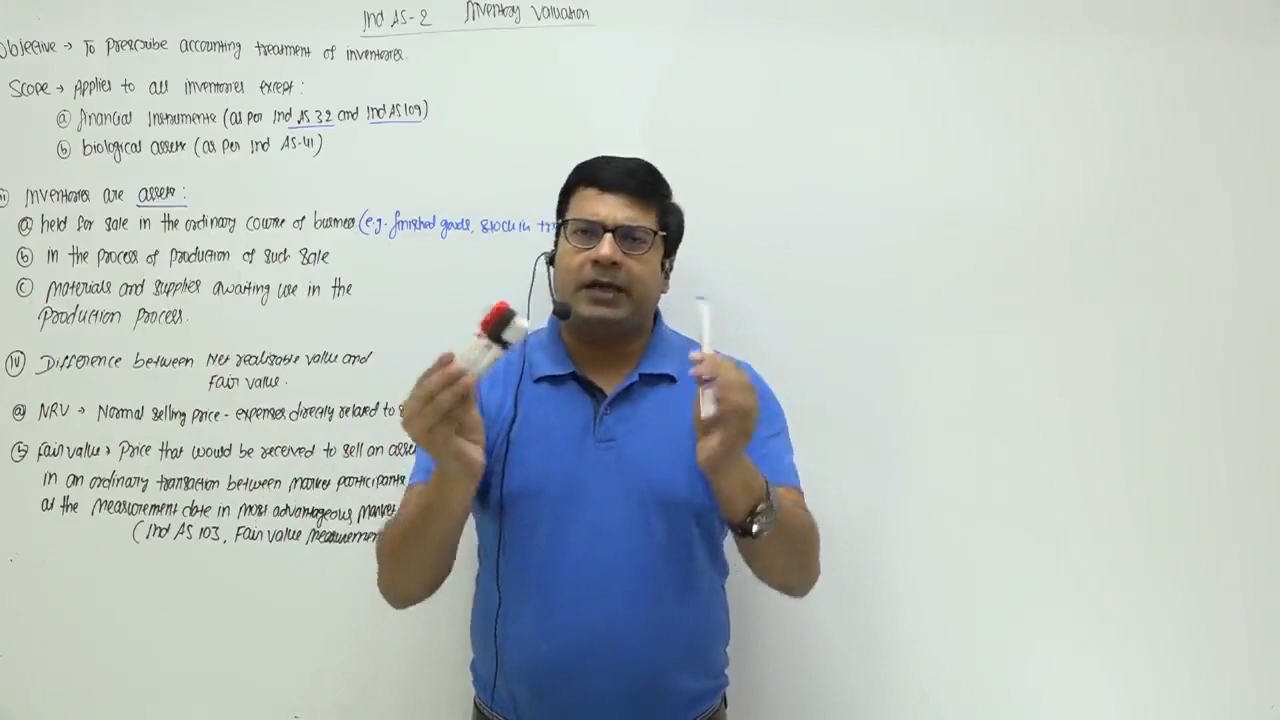 Ind AS-2 Inventory Valuation
Objective → To prescribe accounting treatment of inventories.
Scope → Applies to all inventories except:
(a) financial instruments (as per Ind AS 32 and Ind AS 109)
(b) biological assets (as per Ind AS-41)
Inventories are assets:
(a) held for sale in the ordinary course of business (e.g. finished goods, stock in
(b) in the process of production of such sale
(c) materials and supplies awaiting use in the
production process.
(iv) Difference between Net realisable value and
Fair value.
(a) NRV → Normal selling price - expenses directly related to
(b) Fair value → Price that would be received to sell an asset
in an ordinary transaction between market participants
at the measurement date in most advantageous market
(Ind AS 103, Fair value measurement